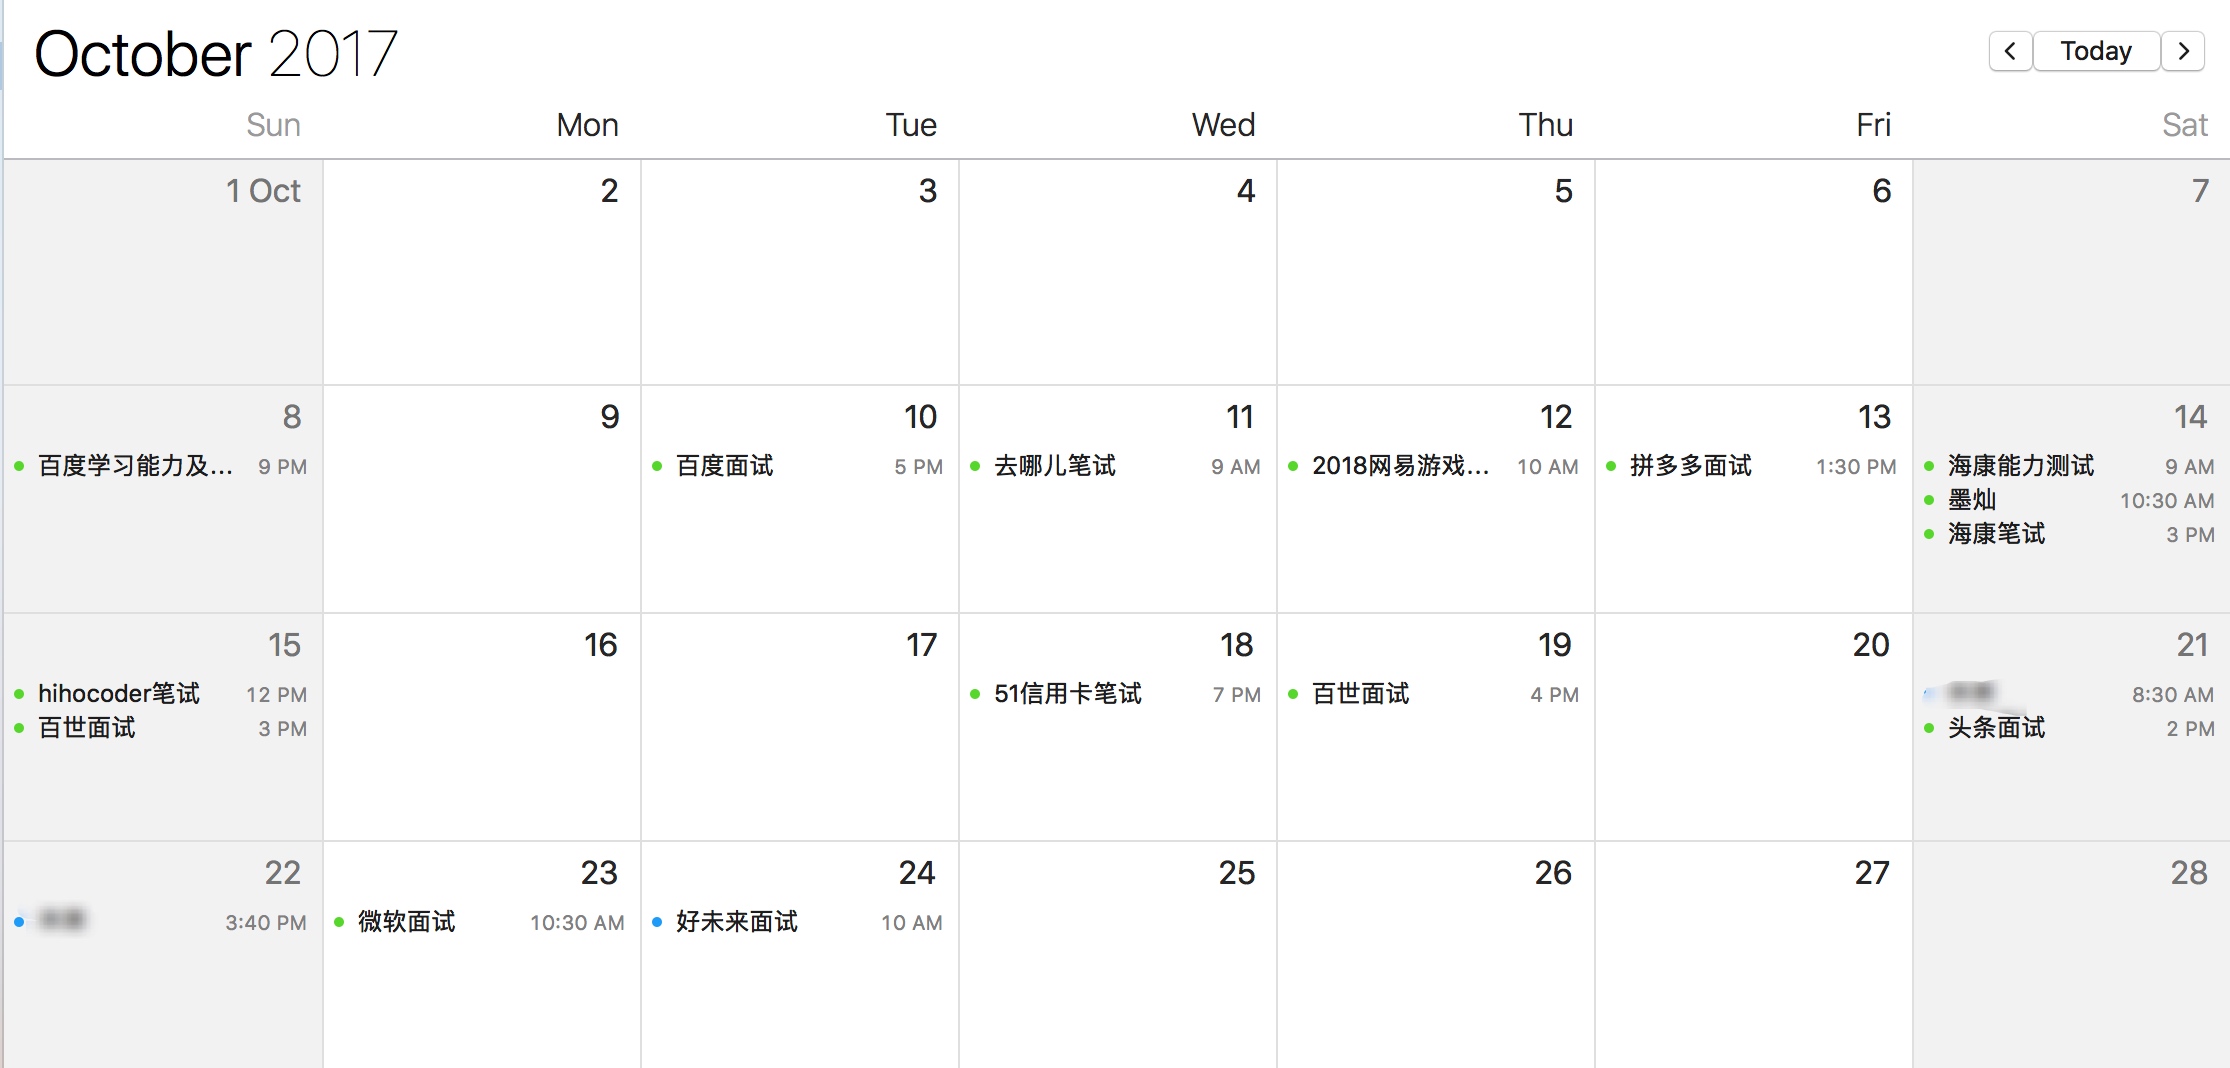 October 2017
Today
Sun Mon Tue Wed Thu Fri Sat
1 Oct 2 3 4 5 6 7
8 9 10 11 12 13 14
百度学习能力及... 9 PM
百度面试 5 PM
去哪儿笔试 9 AM
2018网易游戏... 10 AM
拼多多面试 1:30 PM
海康能力测试 9 AM
墨灿 10:30 AM
海康笔试 3 PM
15 16 17 18 19 20 21
hihocoder笔试 12 PM
百世面试 3 PM
51信用卡笔试 7 PM
百世面试 4 PM
8:30 AM
头条面试 2 PM
22 23 24 25 26 27 28
3:40 PM
微软面试 10:30 AM
好未来面试 10 AM